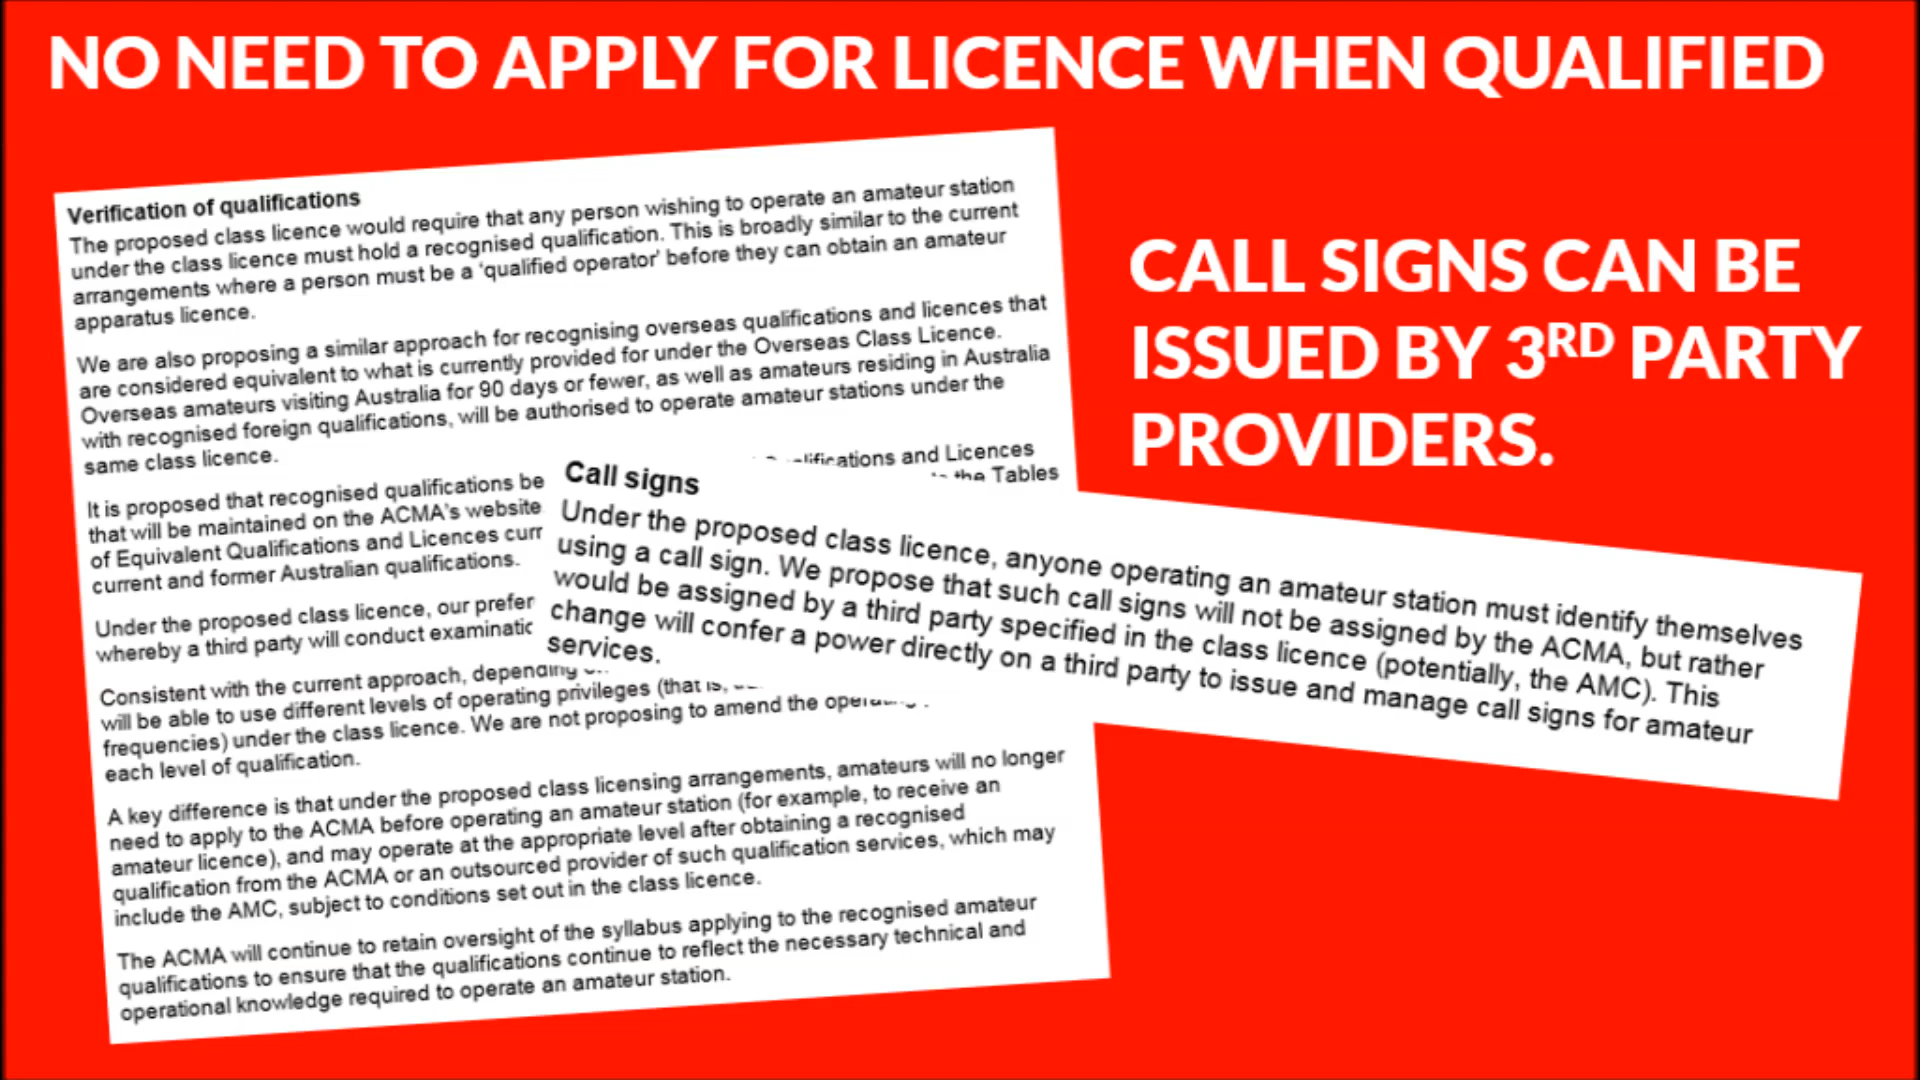 NO NEED TO APPLY FOR LICENCE WHEN QUALIFIED
Verification of qualifications
The proposed class licence would require that any person wishing to operate an amateur station
under the class licence must hold a recognised qualification. This is broadly similar to the current
arrangements where a person must be a ‘qualified operator’ before they can obtain an amateur
apparatus licence.
We are also proposing a similar approach for recognising overseas qualifications and licences that
are considered equivalent to what is currently provided for under the Overseas Class Licence.
Overseas amateurs visiting Australia for 90 days or fewer, as well as amateurs residing in Australia
with recognised foreign qualifications, will be authorised to operate amateur stations under the
same class licence.
It is proposed that recognised qualifications be
and Licences
that will be maintained on the ACMA's website
the Tables
of Equivalent Qualifications and Licences curr
current and former Australian qualifications.
Under the proposed class licence, our prefer
whereby a third party will conduct examinatio
Consistent with the current approach, depending
will be able to use different levels of operating privileges (that is,
frequencies) under the class licence. We are not proposing to amend the
each level of qualification.
A key difference is that under the proposed class licensing arrangements, amateurs will no longer
need to apply to the ACMA before operating an amateur station (for example, to receive an
amateur licence), and may operate at the appropriate level after obtaining a recognised
qualification from the ACMA or an outsourced provider of such qualification services, which may
include the AMC, subject to conditions set out in the class licence.
The ACMA will continue to retain oversight of the syllabus applying to the recognised amateur
qualifications to ensure that the qualifications continue to reflect the necessary technical and
operational knowledge required to operate an amateur station.
CALL SIGNS CAN BE
ISSUED BY 3RD PARTY
PROVIDERS.
Call signs
Under the proposed class licence, anyone operating an amateur station must identify themselves
using a call sign. We propose that such call signs will not be assigned by the ACMA, but rather
would be assigned by a third party specified in the class licence (potentially, the AMC). This
change will confer a power directly on a third party to issue and manage call signs for amateur
services.